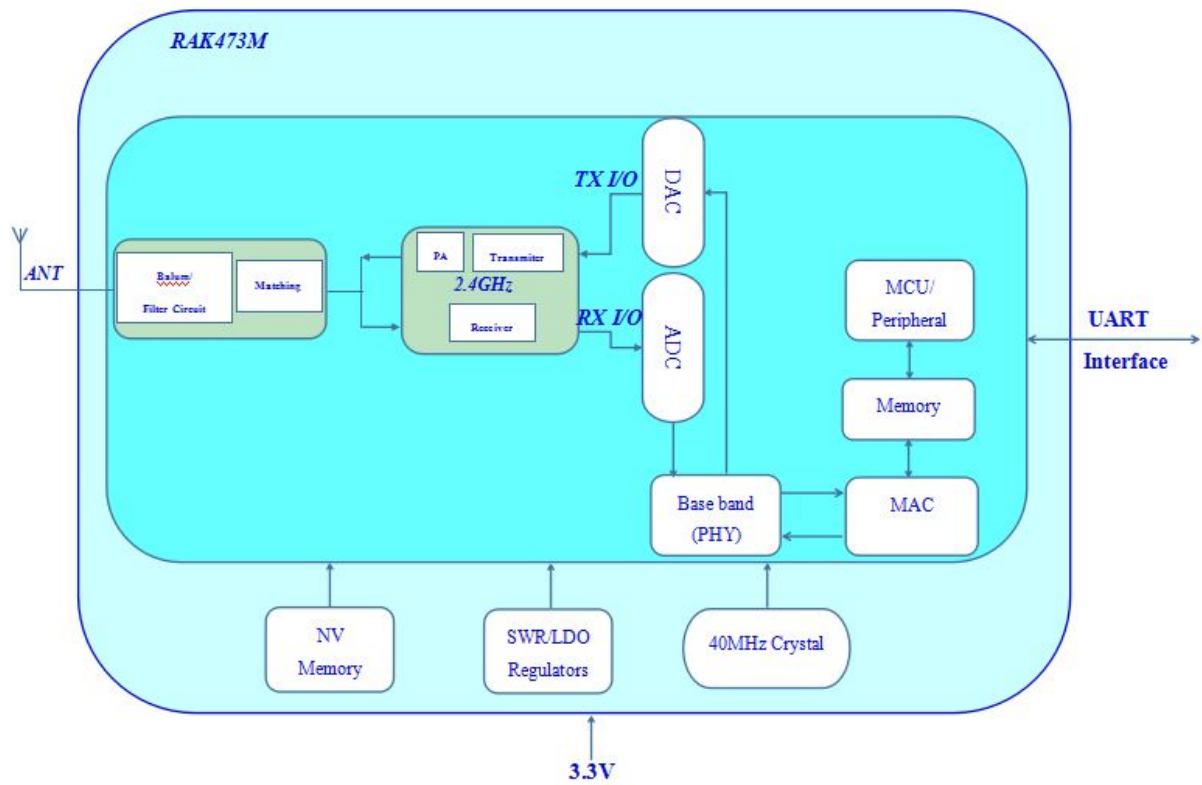 RAK473M
TX I/O
DAC
ANT
Balum/
Filter Circuit
Matching
PA
Transmiter
2.4GHz
Receiver
RX I/O
ADC
MCU/
Peripheral
UART
Interface
Memory
Base band
(PHY)
MAC
NV
Memory
SWR/LDO
Regulators
40MHz Crystal
3.3V